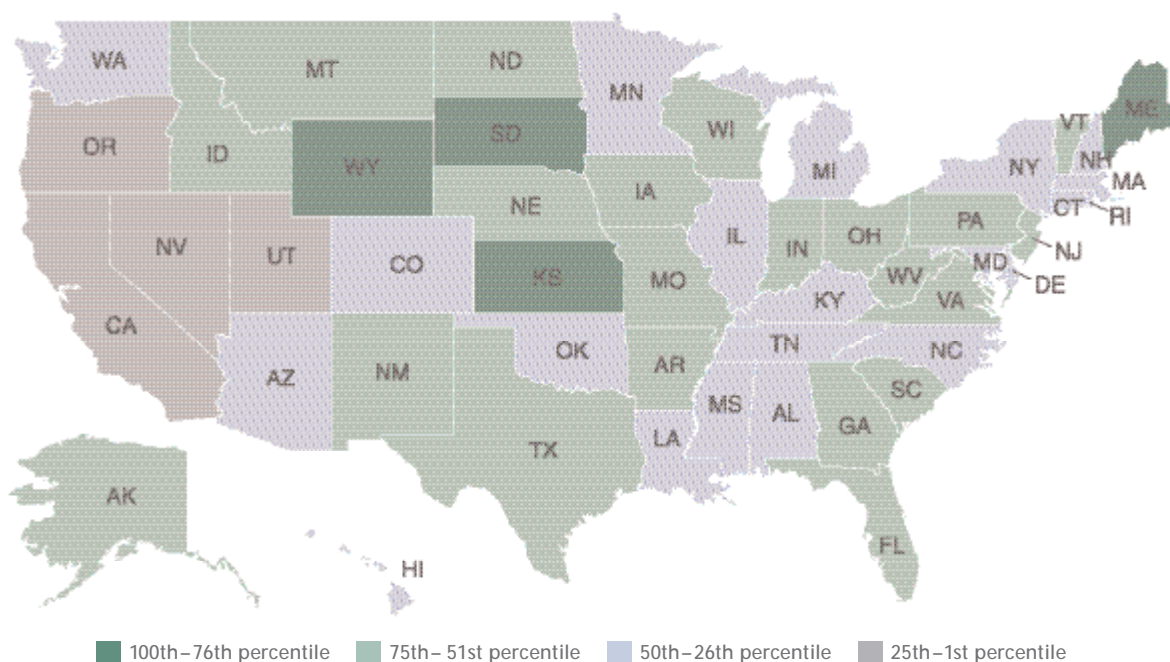 WA
MT
ND
MN
ME
OR
ID
WY
SD
WI
MI
NY
VT
NH
MA
CT
RI
NV
UT
CO
NE
IA
IL
IN
OH
PA
NJ
CA
KS
MO
KY
WV
MD
DE
VA
AZ
NM
OK
AR
TN
NC
SC
TX
LA
MS
AL
GA
FL
AK
HI
100th–76th percentile 75th–51st percentile 50th–26th percentile 25th–1st percentile